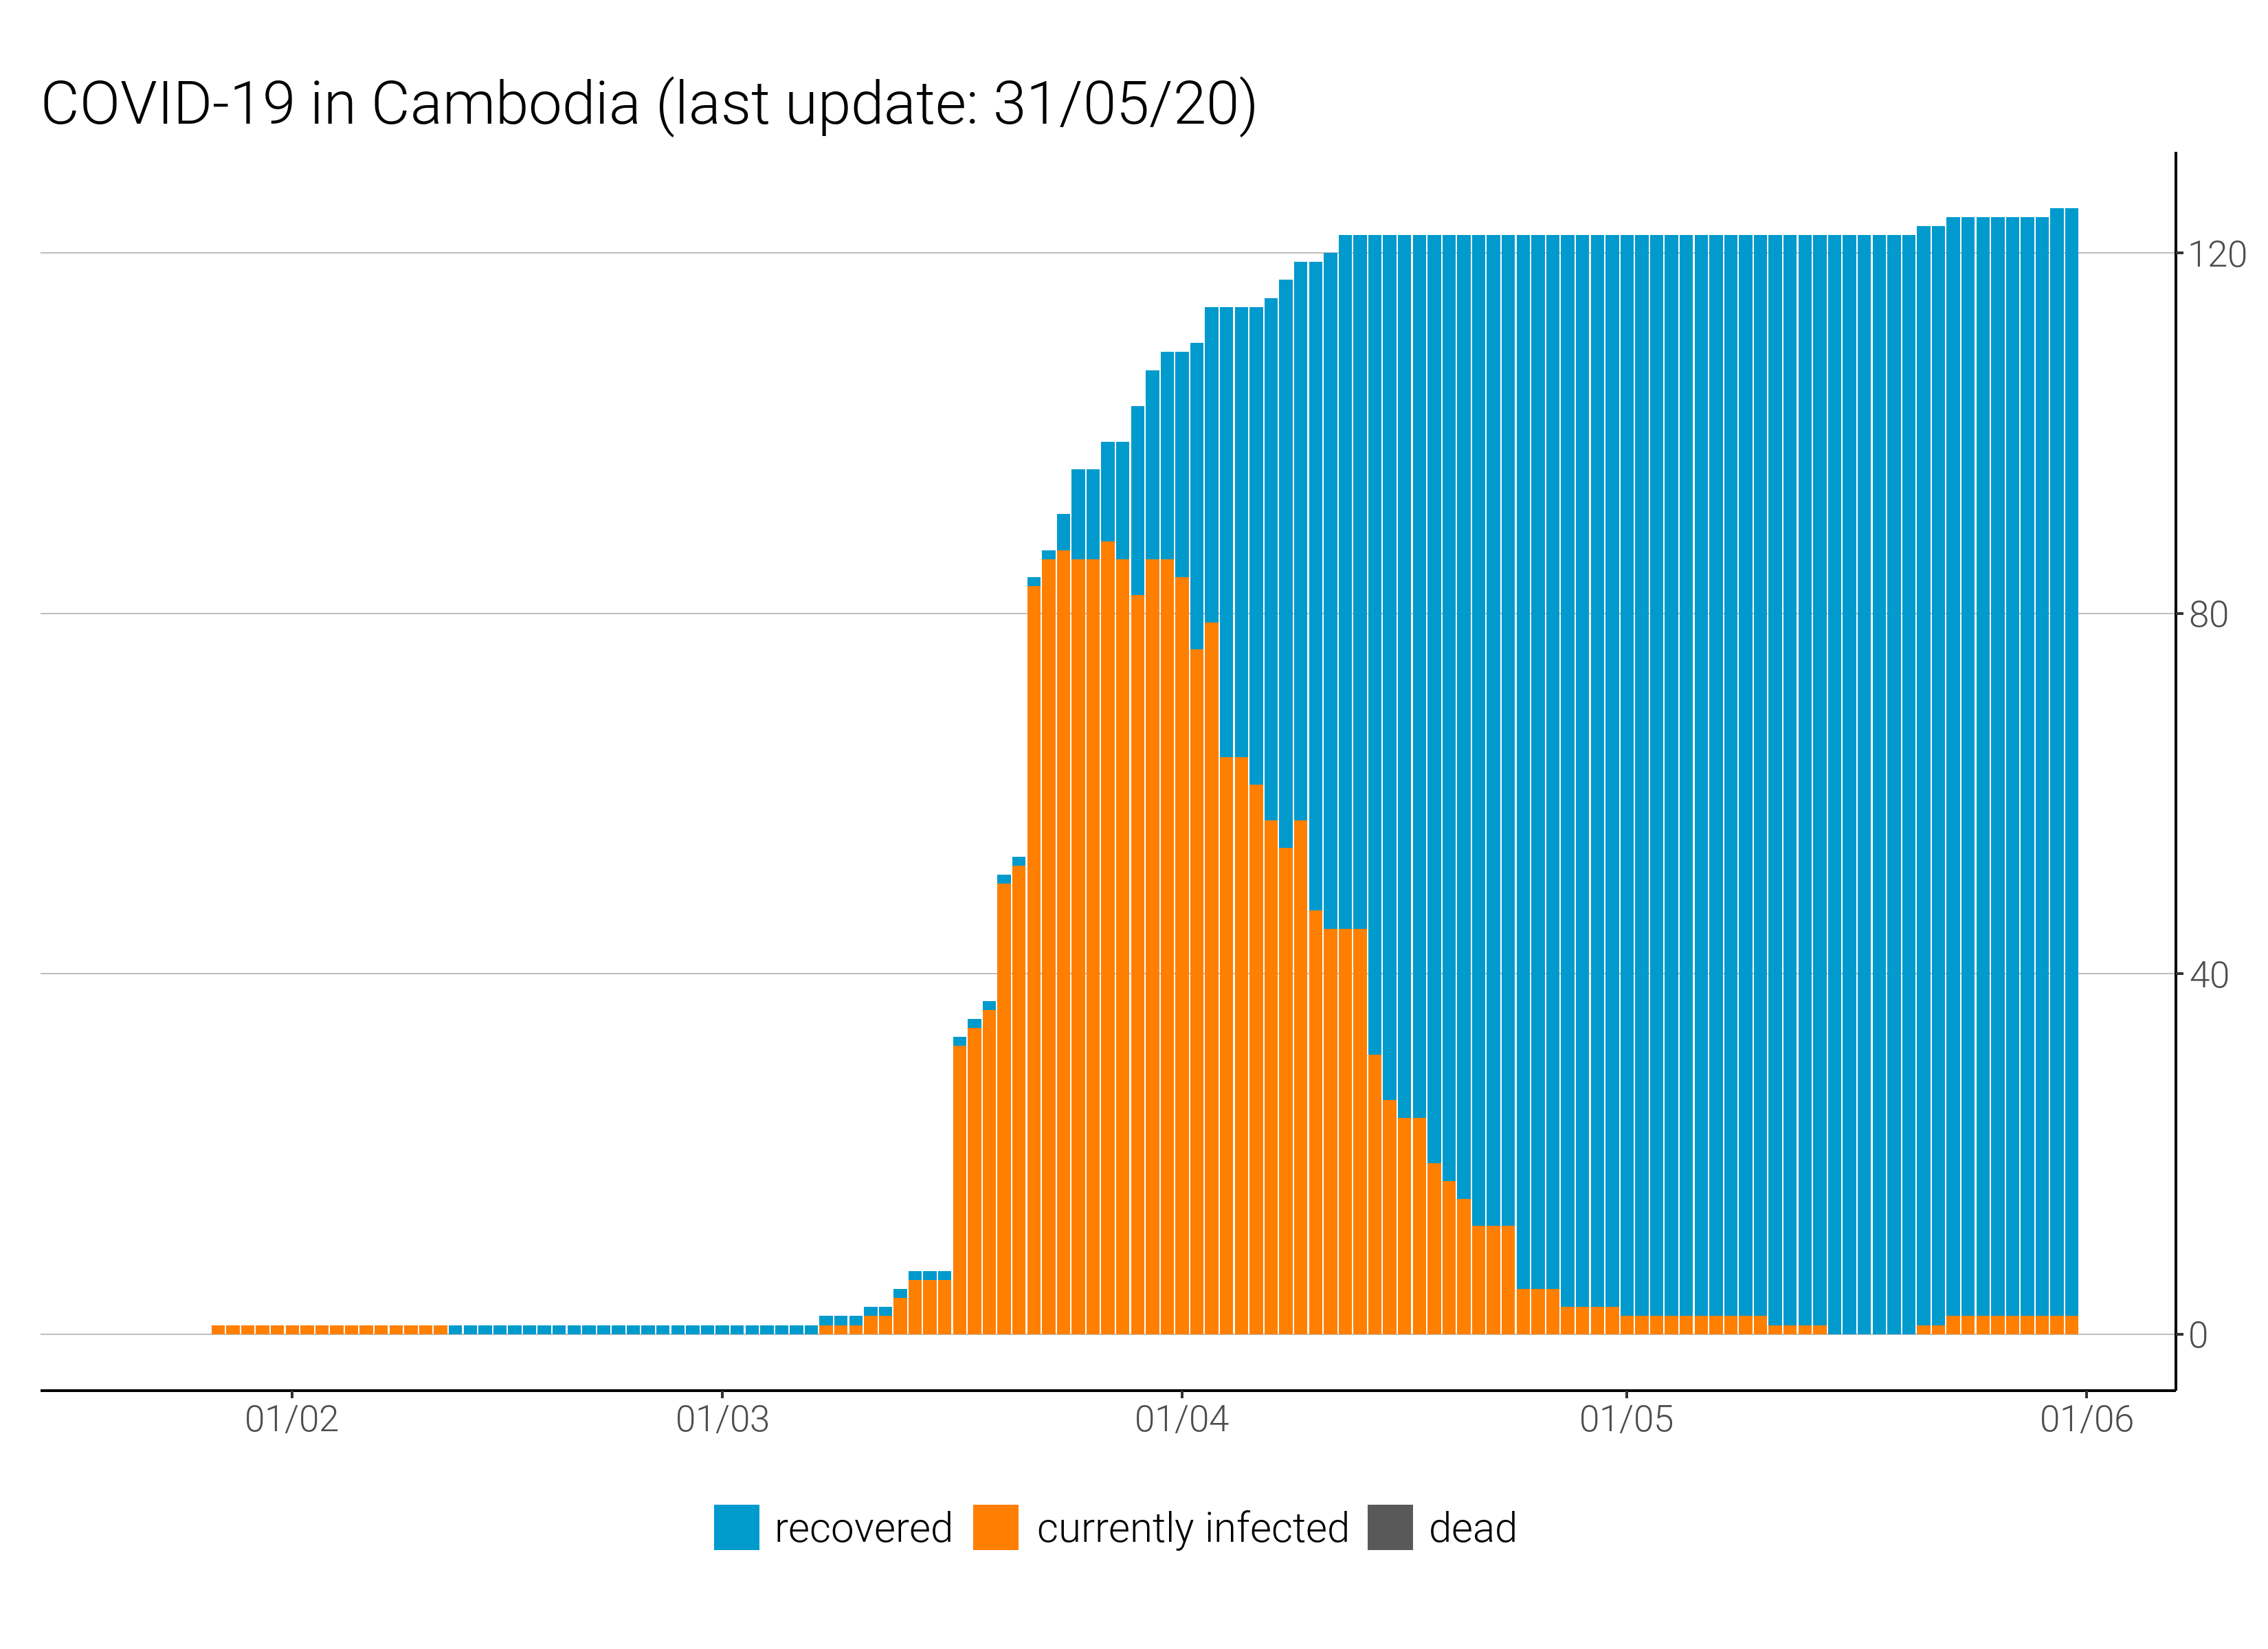 COVID-19 in Cambodia (last update: 31/05/20)
120
80
40
0
01/02 01/03 01/04 01/05 01/06
recovered currently infected dead